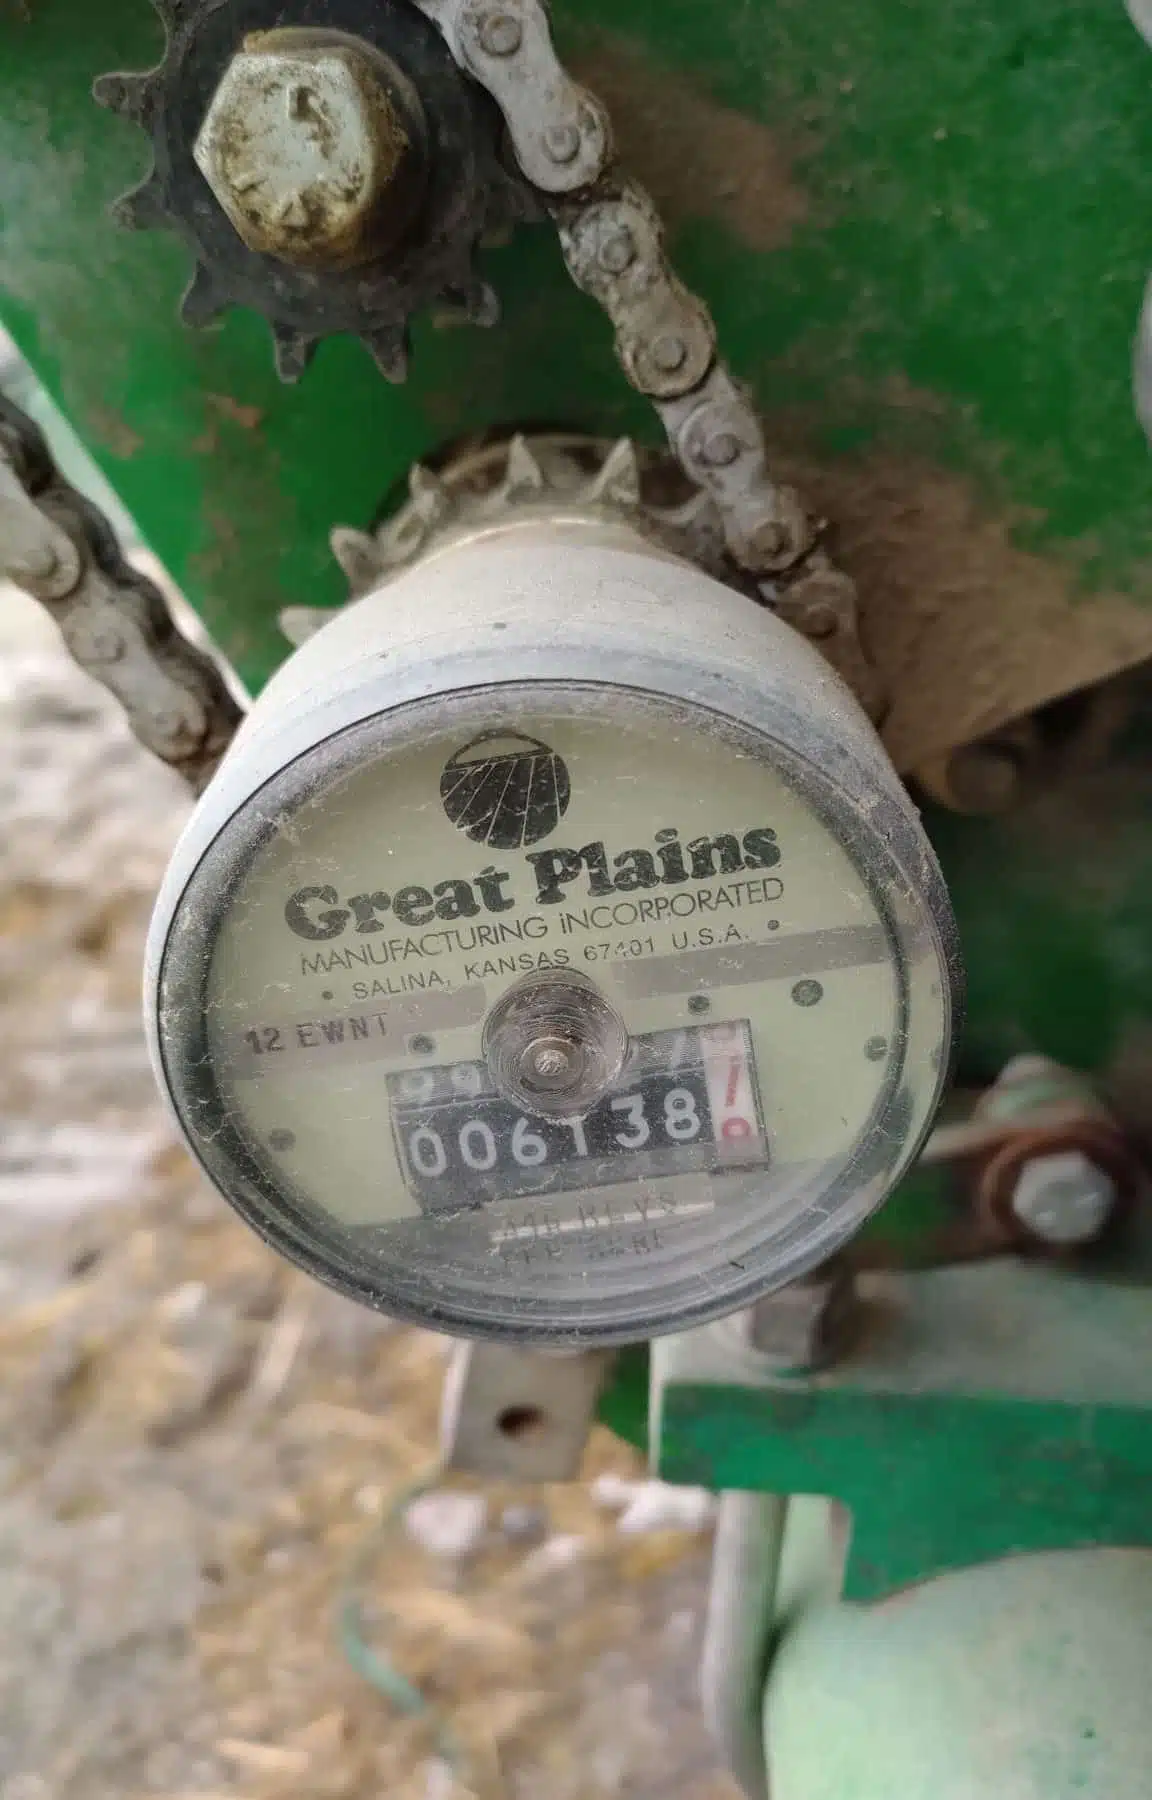 Great Plains
MANUFACTURING INCORPORATED
• SALINA, KANSAS 67401 U.S.A. •
12 EWNT
006138